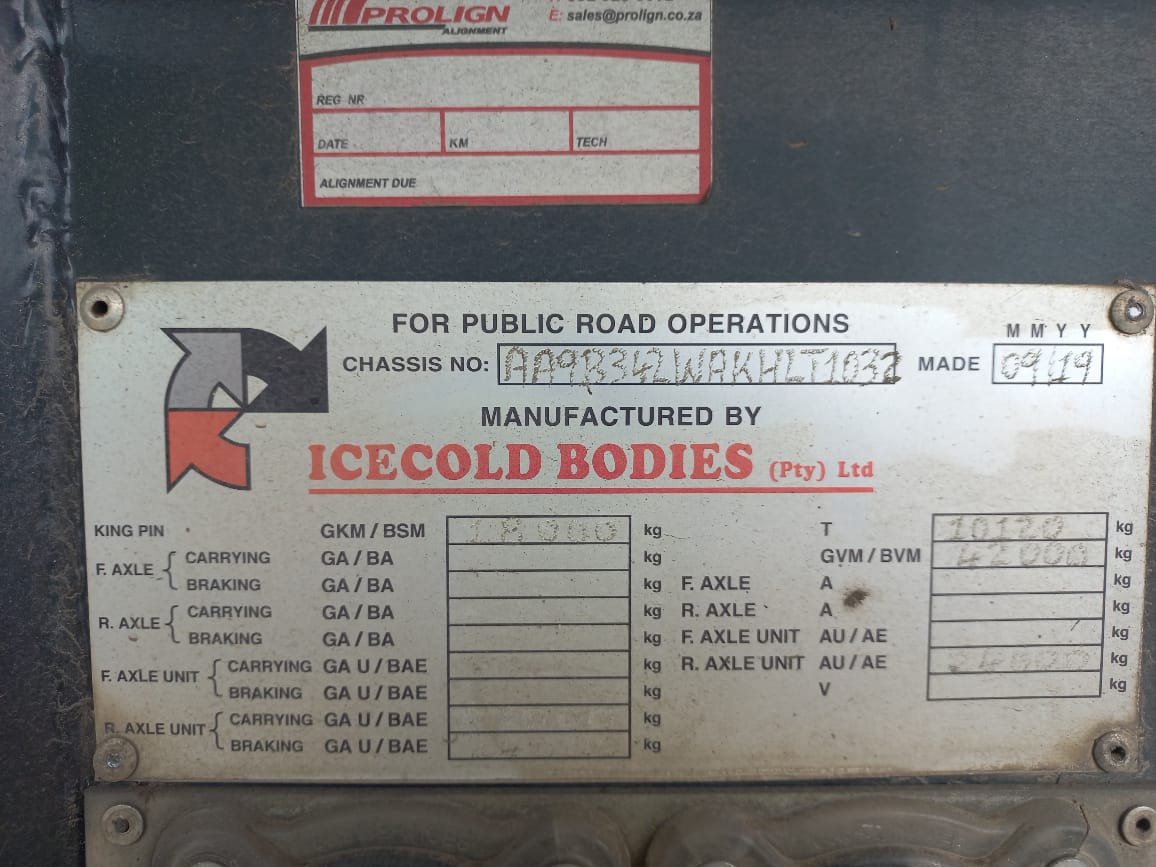 PROLIGN
ALIGNMENT
E: sales@prolign.co.za
REG NR
DATE KM TECH
ALIGNMENT DUE
FOR PUBLIC ROAD OPERATIONS
M M Y Y
CHASSIS NO: AA9B342WAKHLT1032 MADE 09/19
MANUFACTURED BY
ICECOLD BODIES (Pty) Ltd
KING PIN GKM / BSM 18000 kg T 10120 kg
GVM / BVM 42000 kg
F. AXLE CARRYING GA / BA kg
BRAKING GA / BA kg F. AXLE A kg
R. AXLE CARRYING GA / BA kg R. AXLE A kg
BRAKING GA / BA kg F. AXLE UNIT AU / AE kg
F. AXLE UNIT CARRYING GA U / BAE kg R. AXLE UNIT AU / AE 24000 kg
BRAKING GA U / BAE kg V kg
R. AXLE UNIT CARRYING GA U / BAE kg
BRAKING GA U / BAE kg